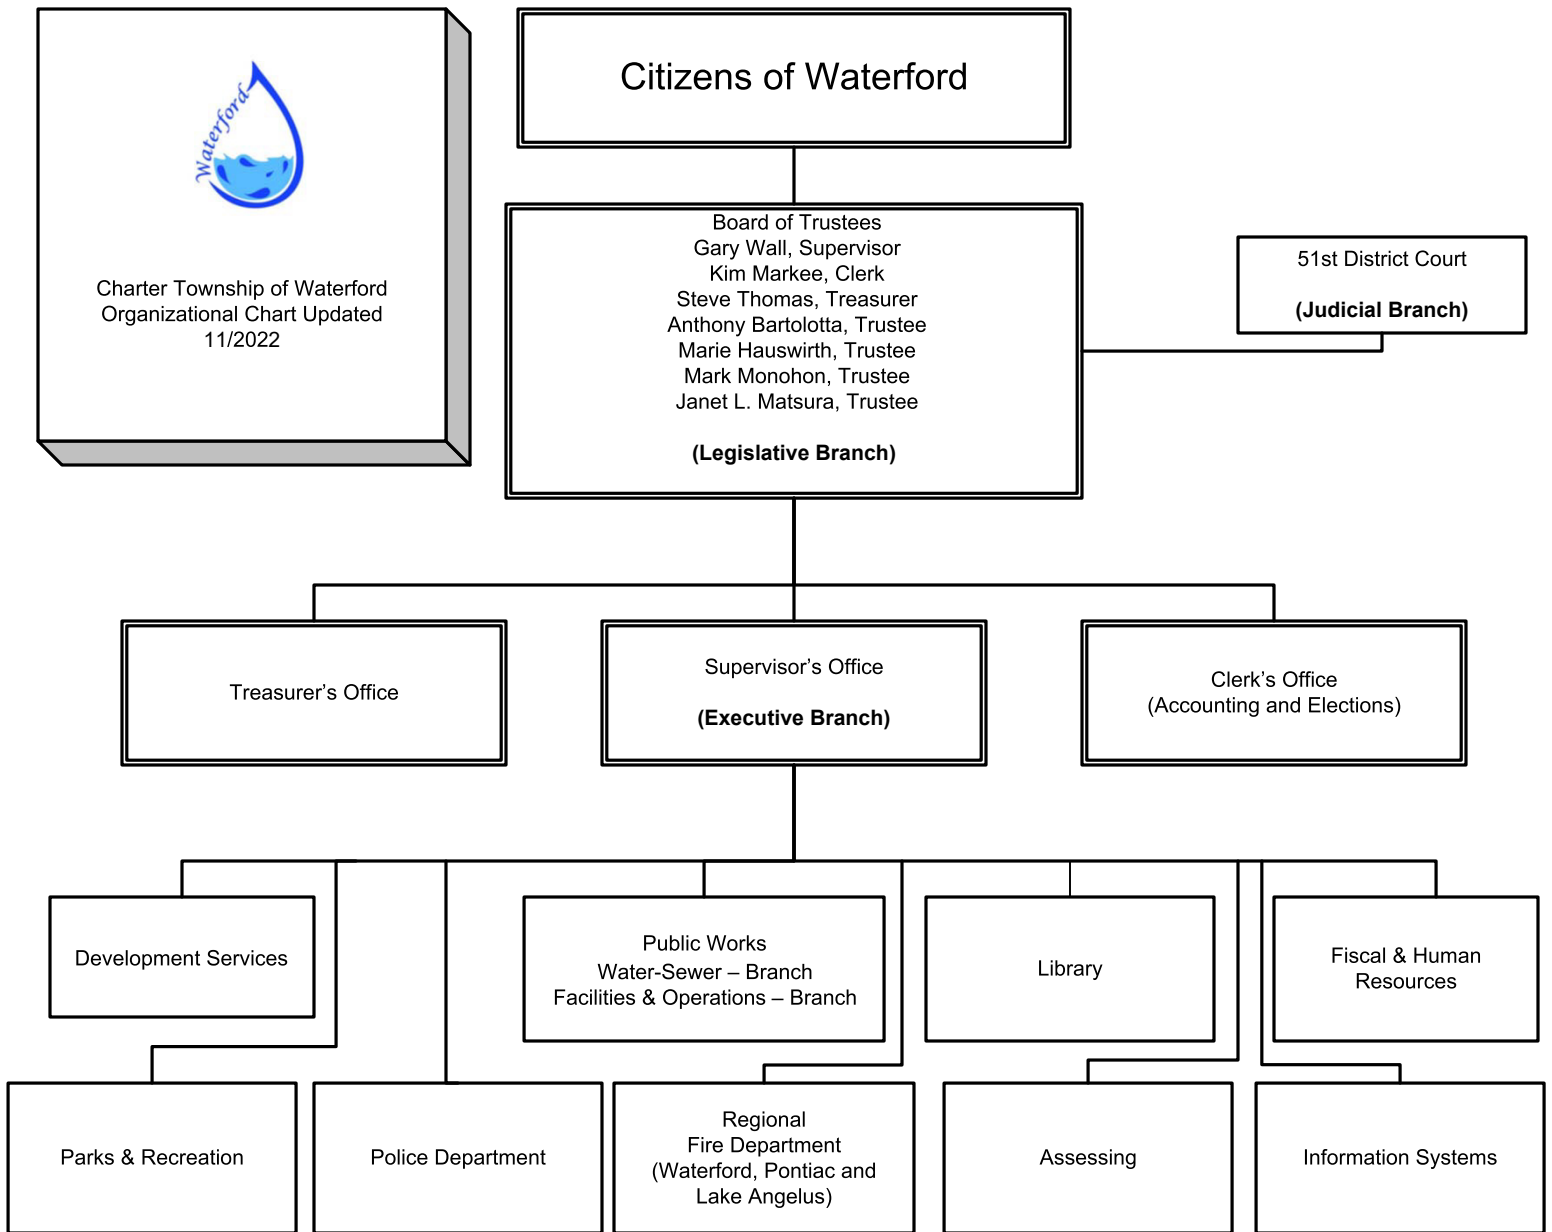 Waterford
Charter Township of Waterford
Organizational Chart Updated
11/2022
Citizens of Waterford
Board of Trustees
Gary Wall, Supervisor
Kim Markee, Clerk
Steve Thomas, Treasurer
Anthony Bartolotta, Trustee
Marie Hauswirth, Trustee
Mark Monohon, Trustee
Janet L. Matsura, Trustee
(Legislative Branch)
51st District Court
(Judicial Branch)
Treasurer’s Office
Supervisor’s Office
(Executive Branch)
Clerk’s Office
(Accounting and Elections)
Development Services
Public Works
Water-Sewer – Branch
Facilities & Operations – Branch
Library
Fiscal & Human
Resources
Parks & Recreation
Police Department
Regional
Fire Department
(Waterford, Pontiac and
Lake Angelus)
Assessing
Information Systems